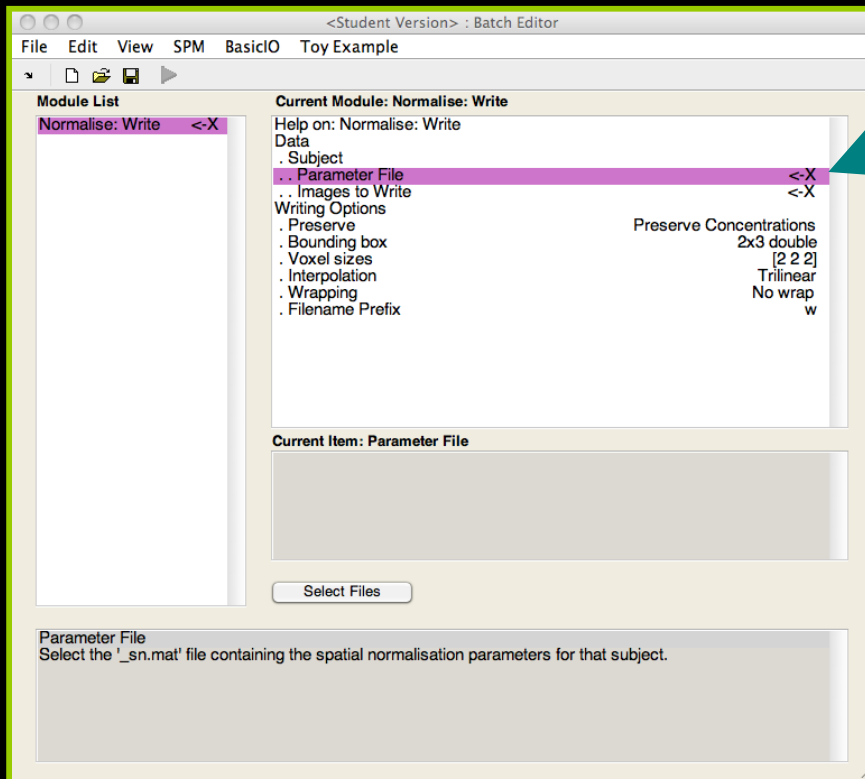 <Student Version> : Batch Editor
File Edit View SPM BasicIO Toy Example
Module List
Normalise: Write <-X
Current Module: Normalise: Write
Help on: Normalise: Write
Data
. Subject
. . Parameter File <-X
. . Images to Write <-X
Writing Options
. Preserve Preserve Concentrations
. Bounding box 2x3 double
. Voxel sizes [2 2 2]
. Interpolation Trilinear
. Wrapping No wrap
. Filename Prefix w
Current Item: Parameter File
Select Files
Parameter File
Select the '_sn.mat' file containing the spatial normalisation parameters for that subject.